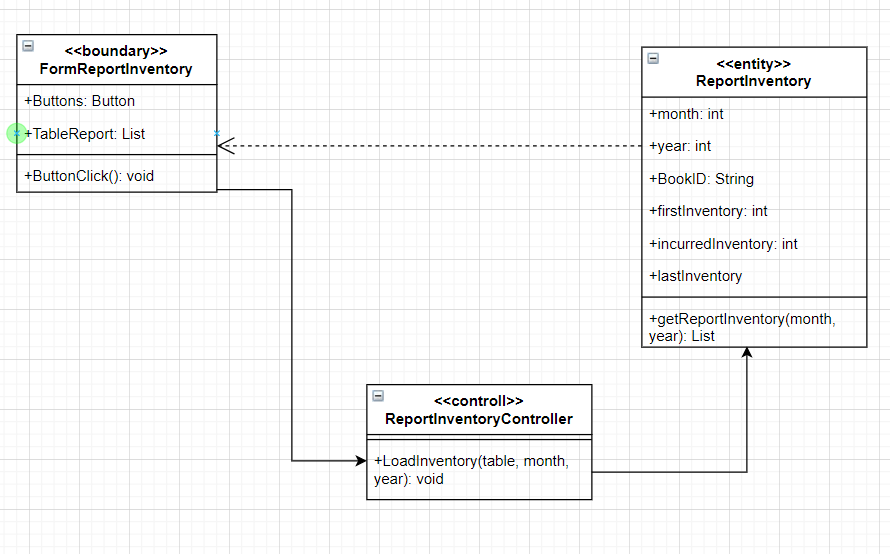 <<boundary>>
FormReportInventory
+Buttons: Button
+TableReport: List
+ButtonClick(): void
<<entity>>
ReportInventory
+month: int
+year: int
+BookID: String
+firstInventory: int
+incurredInventory: int
+lastInventory
+getReportInventory(month,
year): List
<<controll>>
ReportInventoryController
+LoadInventory(table, month,
year): void